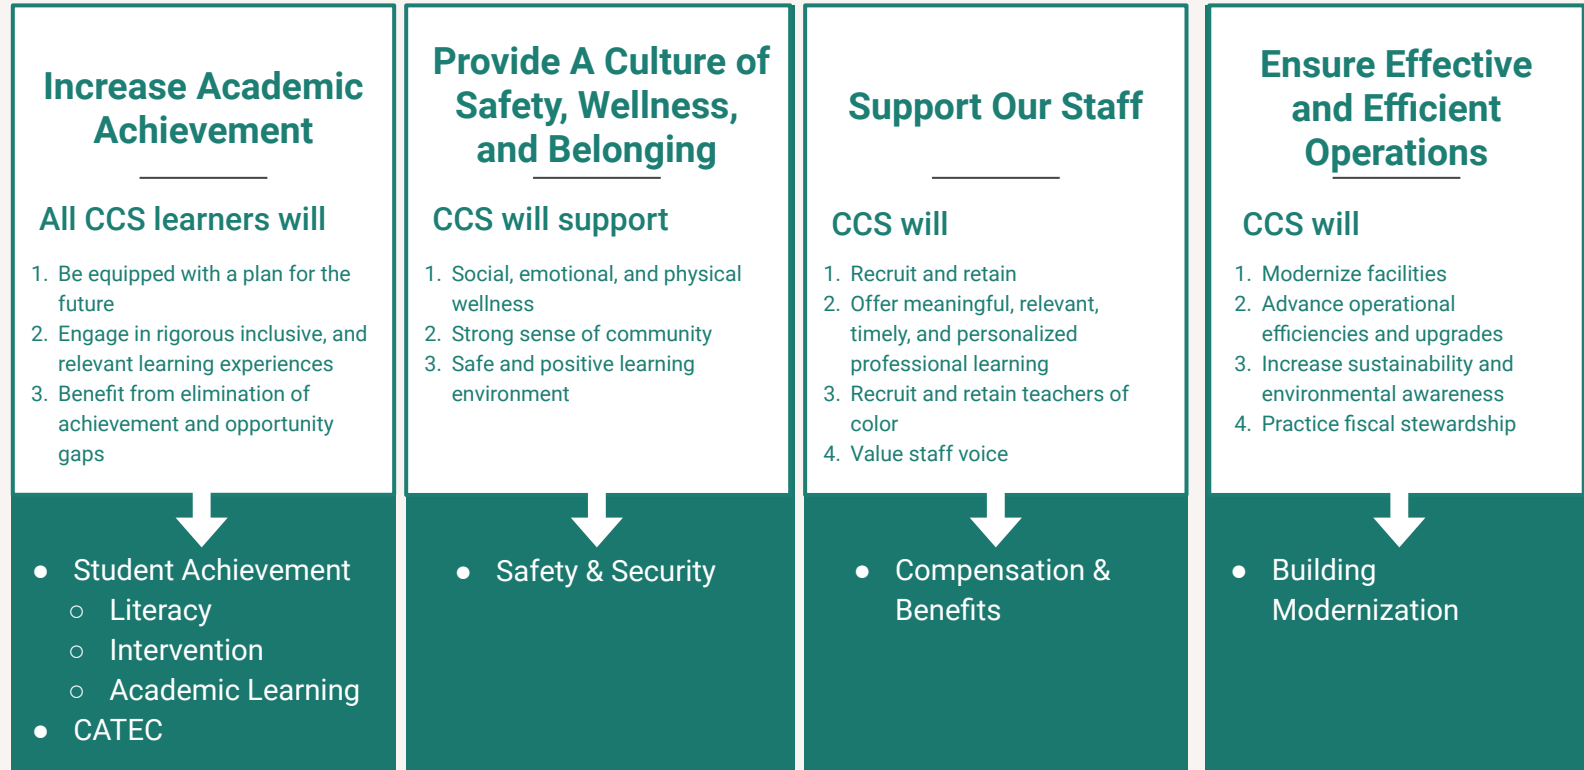 Increase Academic
Achievement
All CCS learners will
1. Be equipped with a plan for the
future
2. Engage in rigorous inclusive, and
relevant learning experiences
3. Benefit from elimination of
achievement and opportunity
gaps
● Student Achievement
○ Literacy
○ Intervention
○ Academic Learning
● CATEC
Provide A Culture of
Safety, Wellness,
and Belonging
CCS will support
1. Social, emotional, and physical
wellness
2. Strong sense of community
3. Safe and positive learning
environment
● Safety & Security
Support Our Staff
CCS will
1. Recruit and retain
2. Offer meaningful, relevant,
timely, and personalized
professional learning
3. Recruit and retain teachers of
color
4. Value staff voice
● Compensation &
Benefits
Ensure Effective
and Efficient
Operations
CCS will
1. Modernize facilities
2. Advance operational
efficiencies and upgrades
3. Increase sustainability and
environmental awareness
4. Practice fiscal stewardship
● Building
Modernization